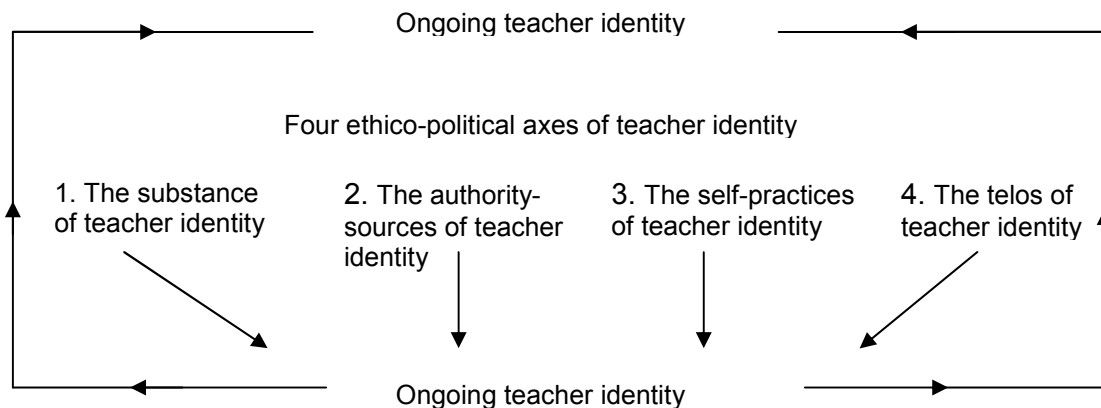 Ongoing teacher identity
Four ethico-political axes of teacher identity
1. The substance
of teacher identity
2. The authority-
sources of teacher
identity
3. The self-practices
of teacher identity
4. The telos of
teacher identity
Ongoing teacher identity